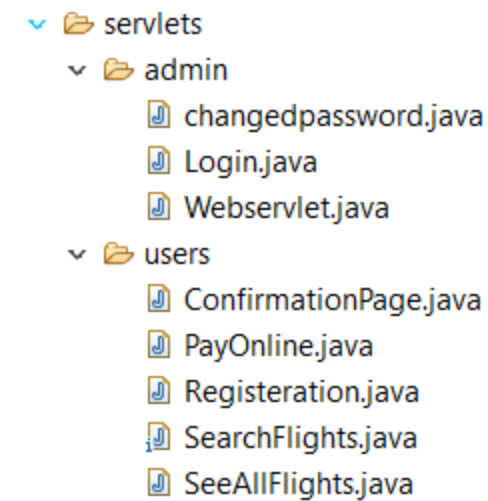 servlets
admin
changedpassword.java
Login.java
Webservlet.java
users
ConfirmationPage.java
PayOnline.java
Registeration.java
SearchFlights.java
SeeAllFlights.java